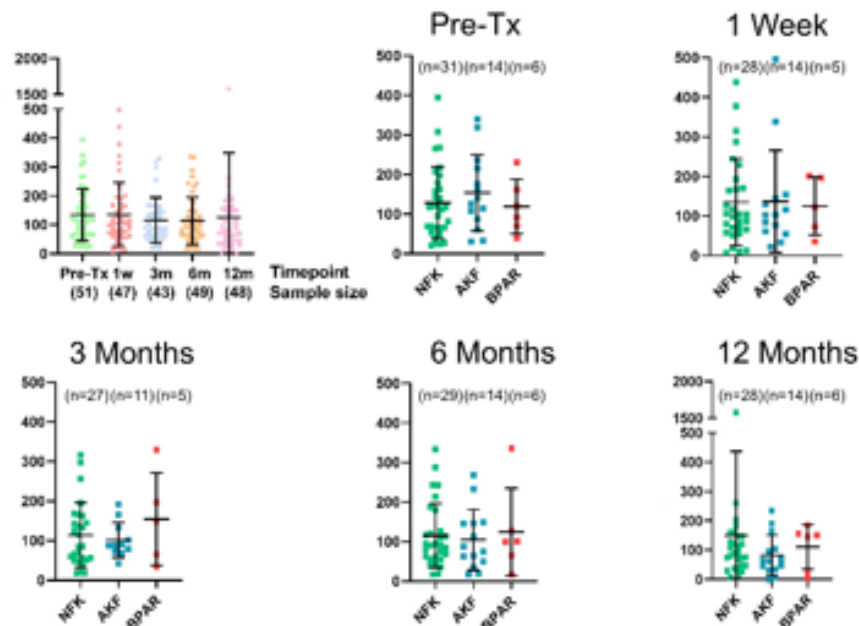 Pre-Tx
1 Week
2000
1500
500
400
300
200
100
0
Pre-Tx 1w 3m 6m 12m Timepoint
(51) (47) (43) (49) (48) Sample size
500
400
300
200
100
0
(n=31)(n=14)(n=6)
NFK AKF BPAR
500
400
300
200
100
0
(n=28)(n=14)(n=5)
NFK AKF BPAR
3 Months
6 Months
12 Months
500
400
300
200
100
0
(n=27)(n=11)(n=5)
NFK AKF BPAR
500
400
300
200
100
0
(n=29)(n=14)(n=6)
NFK AKF BPAR
2000
1500
500
400
300
200
100
0
(n=28)(n=14)(n=6)
NFK AKF BPAR